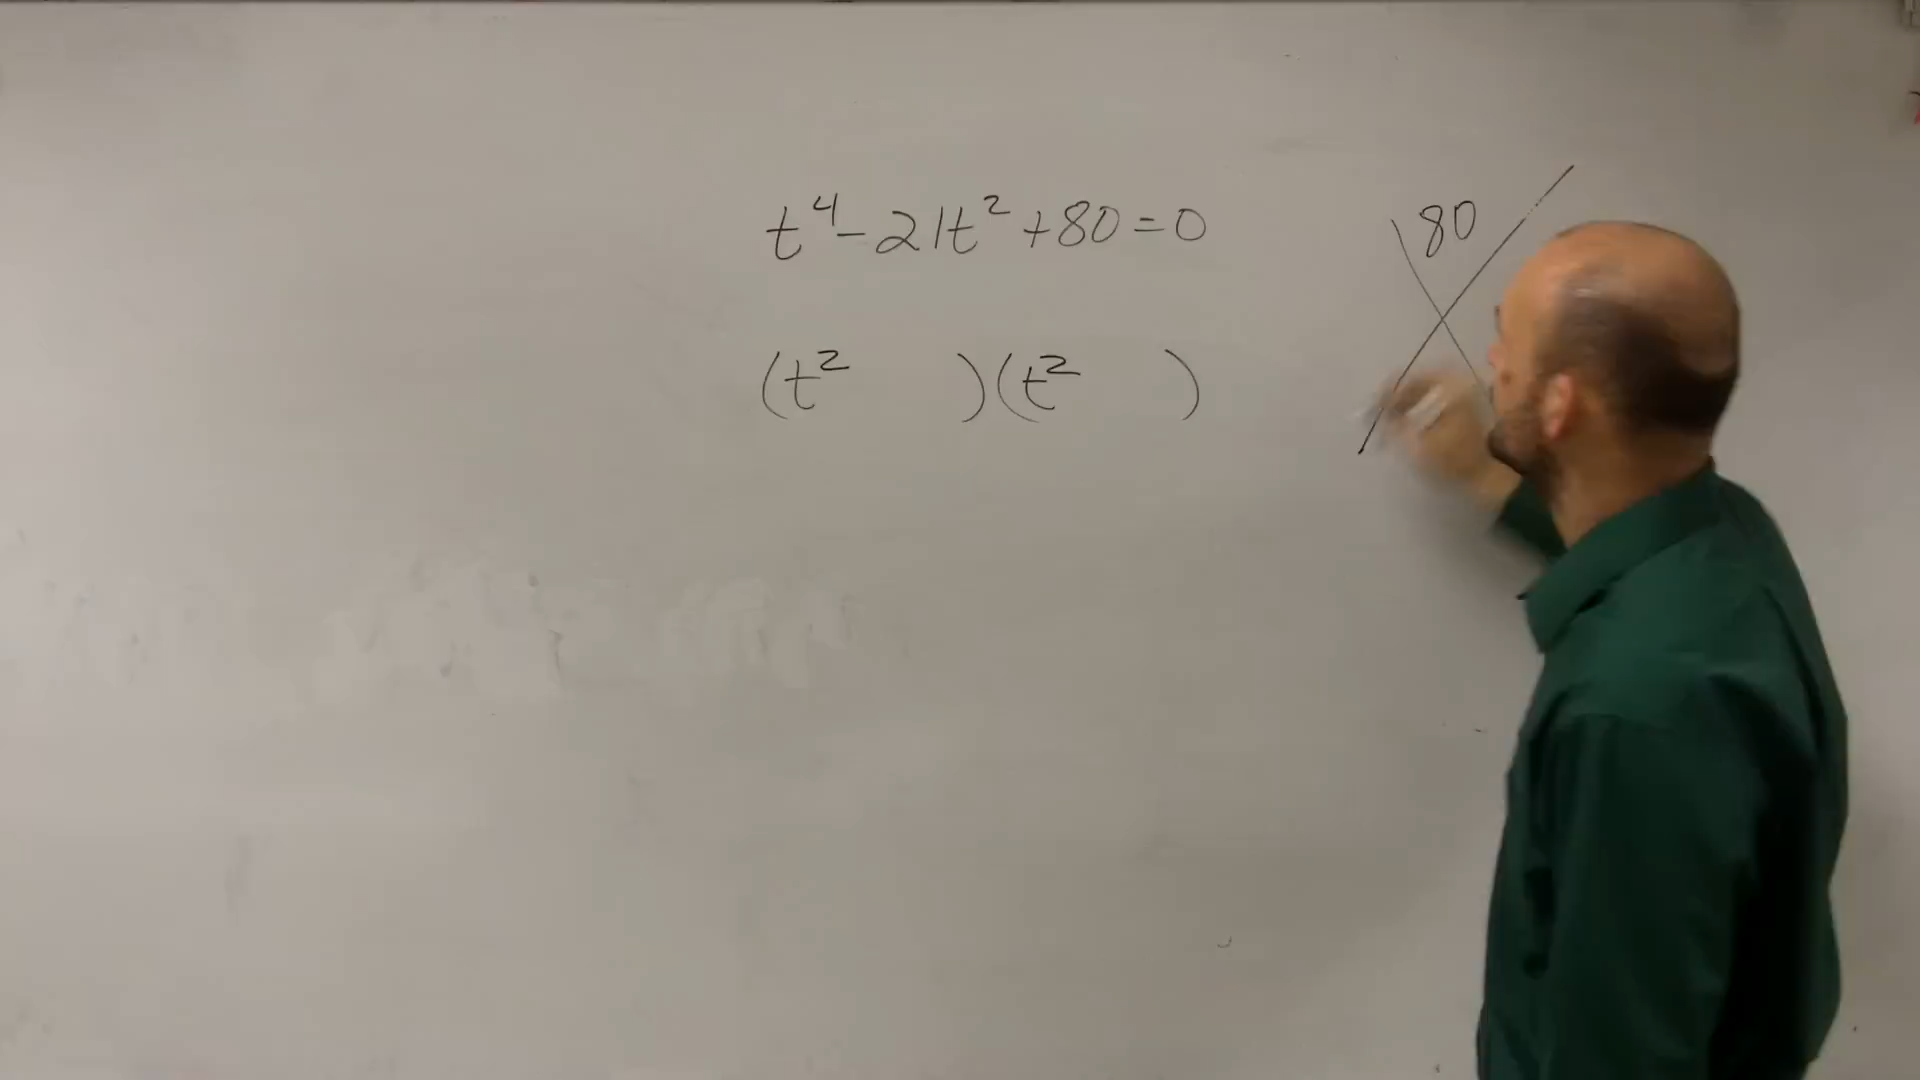 t⁴-21t²+80=0
80
(t² )(t² )